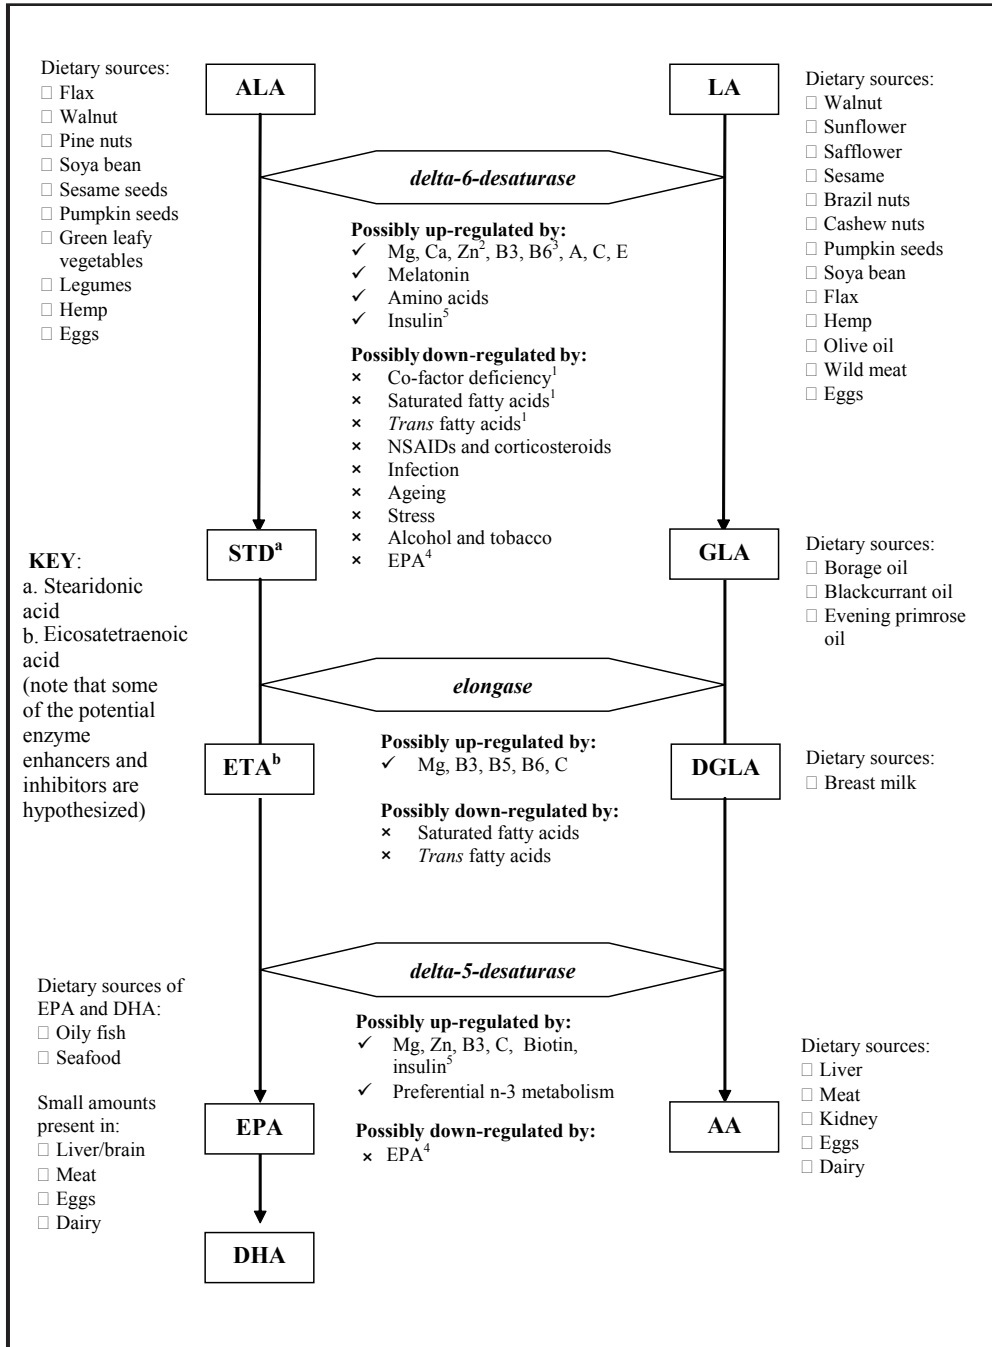 Dietary sources:
□ Flax
□ Walnut
□ Pine nuts
□ Soya bean
□ Sesame seeds
□ Pumpkin seeds
□ Green leafy
vegetables
□ Legumes
□ Hemp
□ Eggs
ALA
LA
Dietary sources:
□ Walnut
□ Sunflower
□ Safflower
□ Sesame
□ Brazil nuts
□ Cashew nuts
□ Pumpkin seeds
□ Soya bean
□ Flax
□ Hemp
□ Olive oil
□ Wild meat
□ Eggs
delta-6-desaturase
Possibly up-regulated by:
✓ Mg, Ca, Zn², B3, B6³, A, C, E
✓ Melatonin
✓ Amino acids
✓ Insulin⁵
Possibly down-regulated by:
× Co-factor deficiency¹
× Saturated fatty acids¹
× Trans fatty acids¹
× NSAIDs and corticosteroids
× Infection
× Ageing
× Stress
× Alcohol and tobacco
× EPA⁴
STDᵃ
GLA
Dietary sources:
□ Borage oil
□ Blackcurrant oil
□ Evening primrose
oil
KEY:
a. Stearidonic
acid
b. Eicosatetraenoic
acid
(note that some
of the potential
enzyme
enhancers and
inhibitors are
hypothesized)
elongase
Possibly up-regulated by:
✓ Mg, B3, B5, B6, C
Possibly down-regulated by:
× Saturated fatty acids
× Trans fatty acids
ETAᵇ
DGLA
Dietary sources:
□ Breast milk
delta-5-desaturase
Possibly up-regulated by:
✓ Mg, Zn, B3, C, Biotin,
insulin⁵
✓ Preferential n-3 metabolism
Possibly down-regulated by:
× EPA⁴
Dietary sources of
EPA and DHA:
□ Oily fish
□ Seafood
Small amounts
present in:
□ Liver/brain
□ Meat
□ Eggs
□ Dairy
EPA
AA
Dietary sources:
□ Liver
□ Meat
□ Kidney
□ Eggs
□ Dairy
DHA